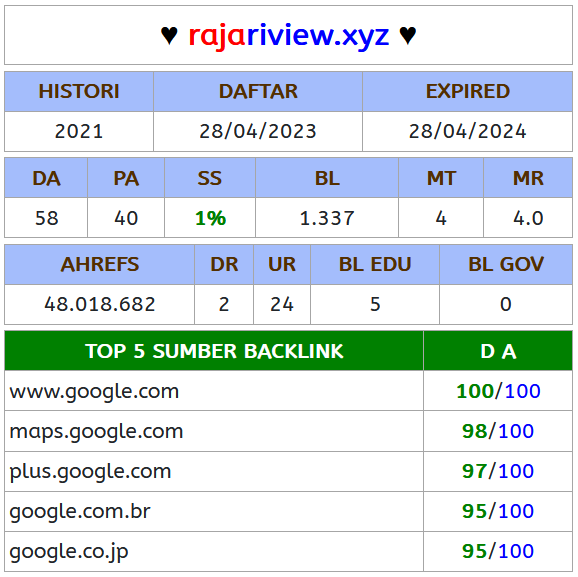 ♥ rajariview.xyz ♥
HISTORI DAFTAR EXPIRED
2021 28/04/2023 28/04/2024
DA PA SS BL MT MR
58 40 1% 1.337 4 4.0
AHREFS DR UR BL EDU BL GOV
48.018.682 2 24 5 0
TOP 5 SUMBER BACKLINK D A
www.google.com 100/100
maps.google.com 98/100
plus.google.com 97/100
google.com.br 95/100
google.co.jp 95/100